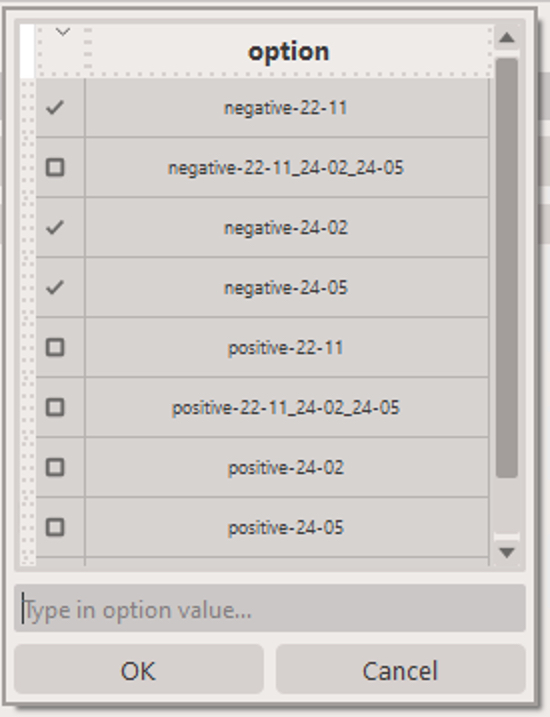 option
negative-22-11
negative-22-11_24-02_24-05
negative-24-02
negative-24-05
positive-22-11
positive-22-11_24-02_24-05
positive-24-02
positive-24-05
Type in option value...
OK Cancel